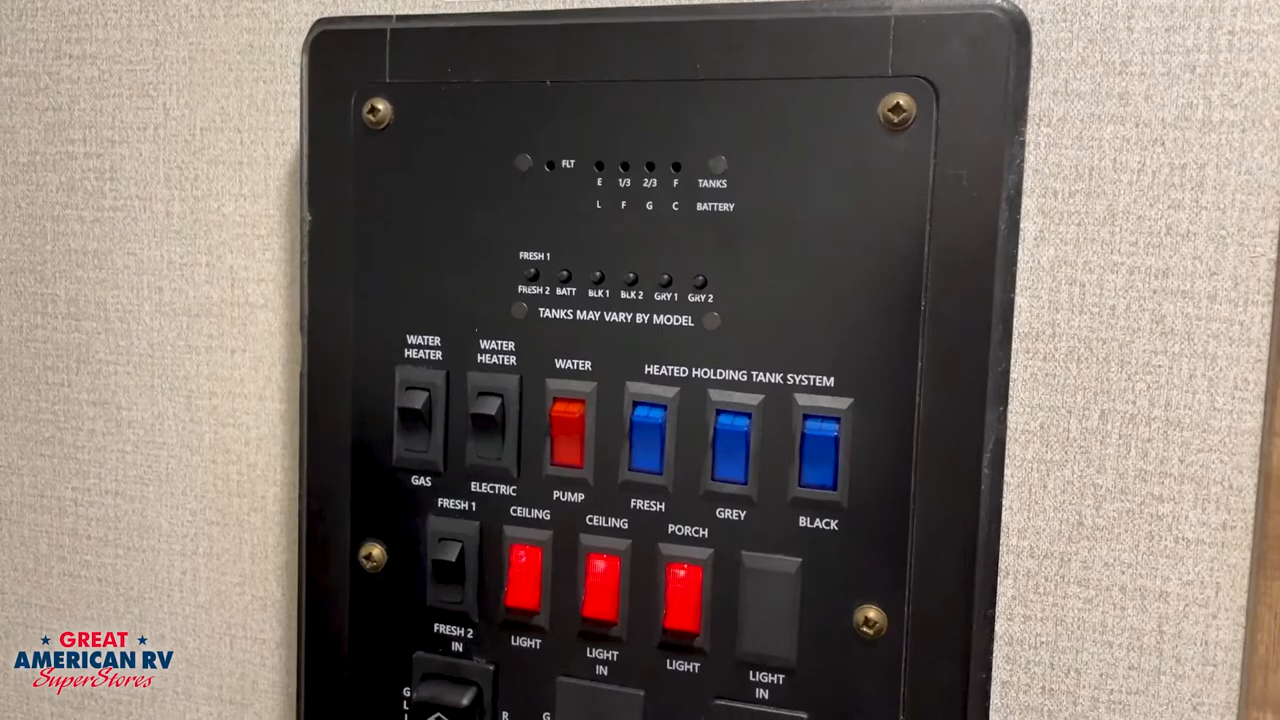 FLT
E 1/3 2/3 F TANKS
L F G C BATTERY
FRESH 1
FRESH 2 BATT BLK 1 BLK 2 GRY 1 GRY 2
TANKS MAY VARY BY MODEL
WATER
HEATER
WATER
HEATER
WATER
HEATED HOLDING TANK SYSTEM
GAS
ELECTRIC
PUMP
FRESH
GREY
BLACK
FRESH 1
CEILING
CEILING
PORCH
FRESH 2
IN
LIGHT
LIGHT
IN
LIGHT
LIGHT
IN
G
L
R
G
GREAT
AMERICAN RV
SuperStores